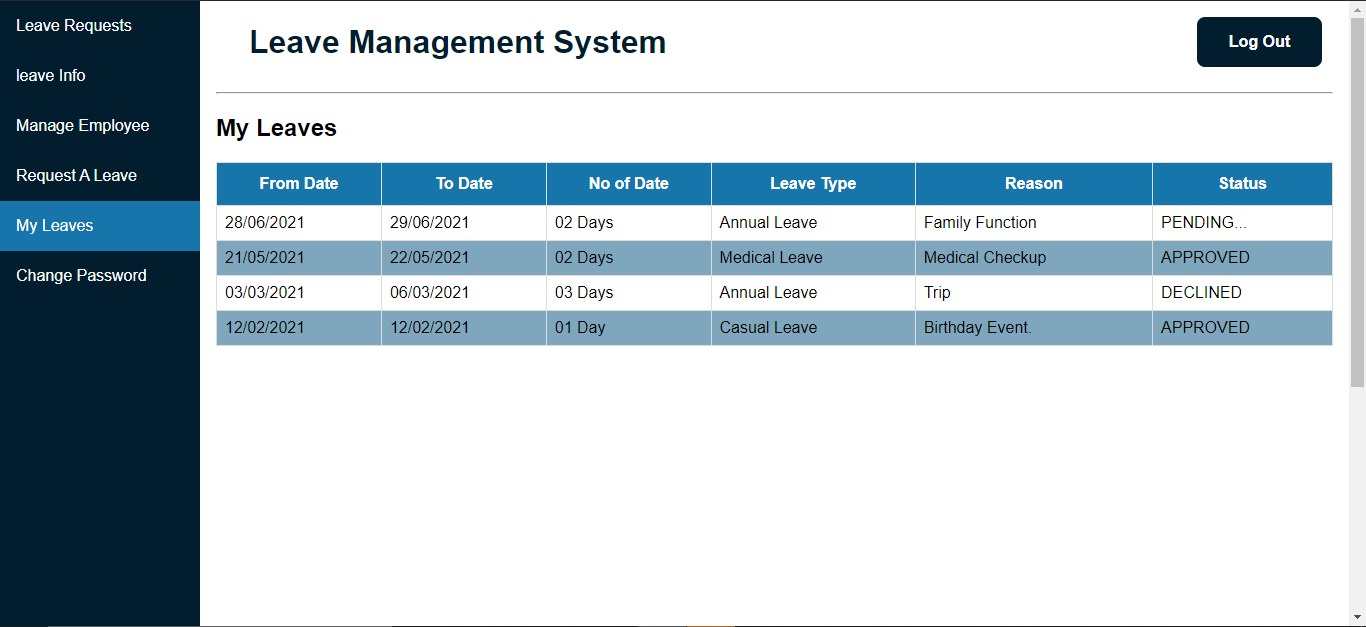 Leave Requests
leave Info
Manage Employee
Request A Leave
My Leaves
Change Password
Leave Management System
Log Out
My Leaves
From Date To Date No of Date Leave Type Reason Status
28/06/2021 29/06/2021 02 Days Annual Leave Family Function PENDING...
21/05/2021 22/05/2021 02 Days Medical Leave Medical Checkup APPROVED
03/03/2021 06/03/2021 03 Days Annual Leave Trip DECLINED
12/02/2021 12/02/2021 01 Day Casual Leave Birthday Event. APPROVED